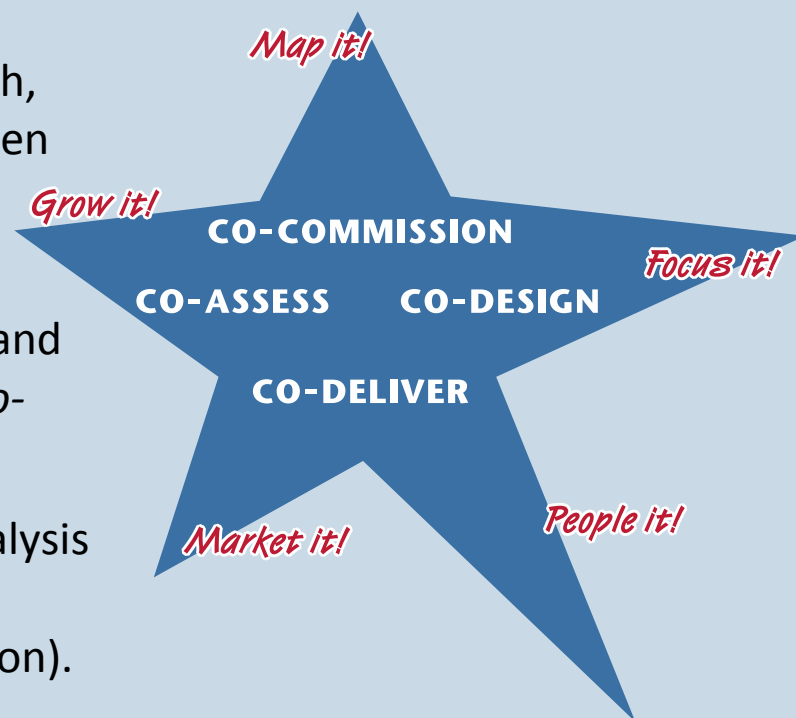 h,
en
and
o-
alysis
on).
Map it!
Grow it!
CO-COMMISSION
Focus it!
CO-ASSESS CO-DESIGN
CO-DELIVER
People it!
Market it!